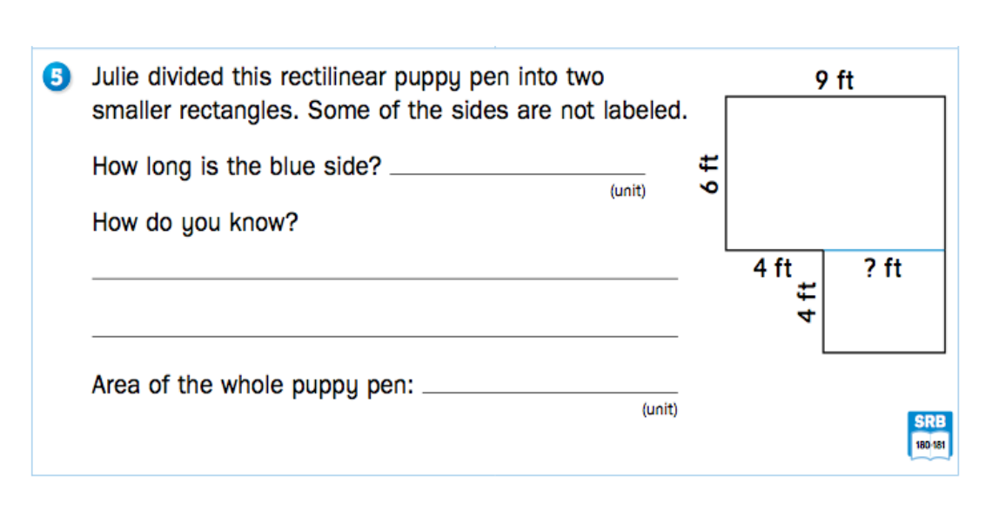 5
Julie divided this rectilinear puppy pen into two
smaller rectangles. Some of the sides are not labeled.
How long is the blue side?
(unit)
How do you know?
Area of the whole puppy pen:
(unit)
9 ft
6 ft
4 ft
? ft
4 ft
SRB
180-181